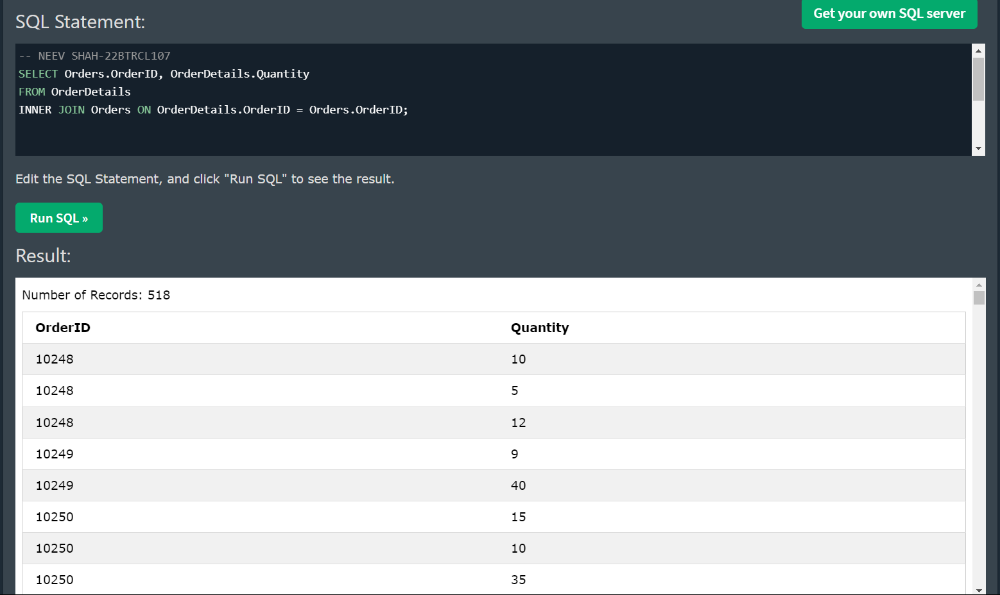 SQL Statement:
Get your own SQL server
-- NEEV SHAH-22BTRCL107
SELECT Orders.OrderID, OrderDetails.Quantity
FROM OrderDetails
INNER JOIN Orders ON OrderDetails.OrderID = Orders.OrderID;
Edit the SQL Statement, and click "Run SQL" to see the result.
Run SQL »
Result:
Number of Records: 518
OrderID Quantity
10248 10
10248 5
10248 12
10249 9
10249 40
10250 15
10250 10
10250 35